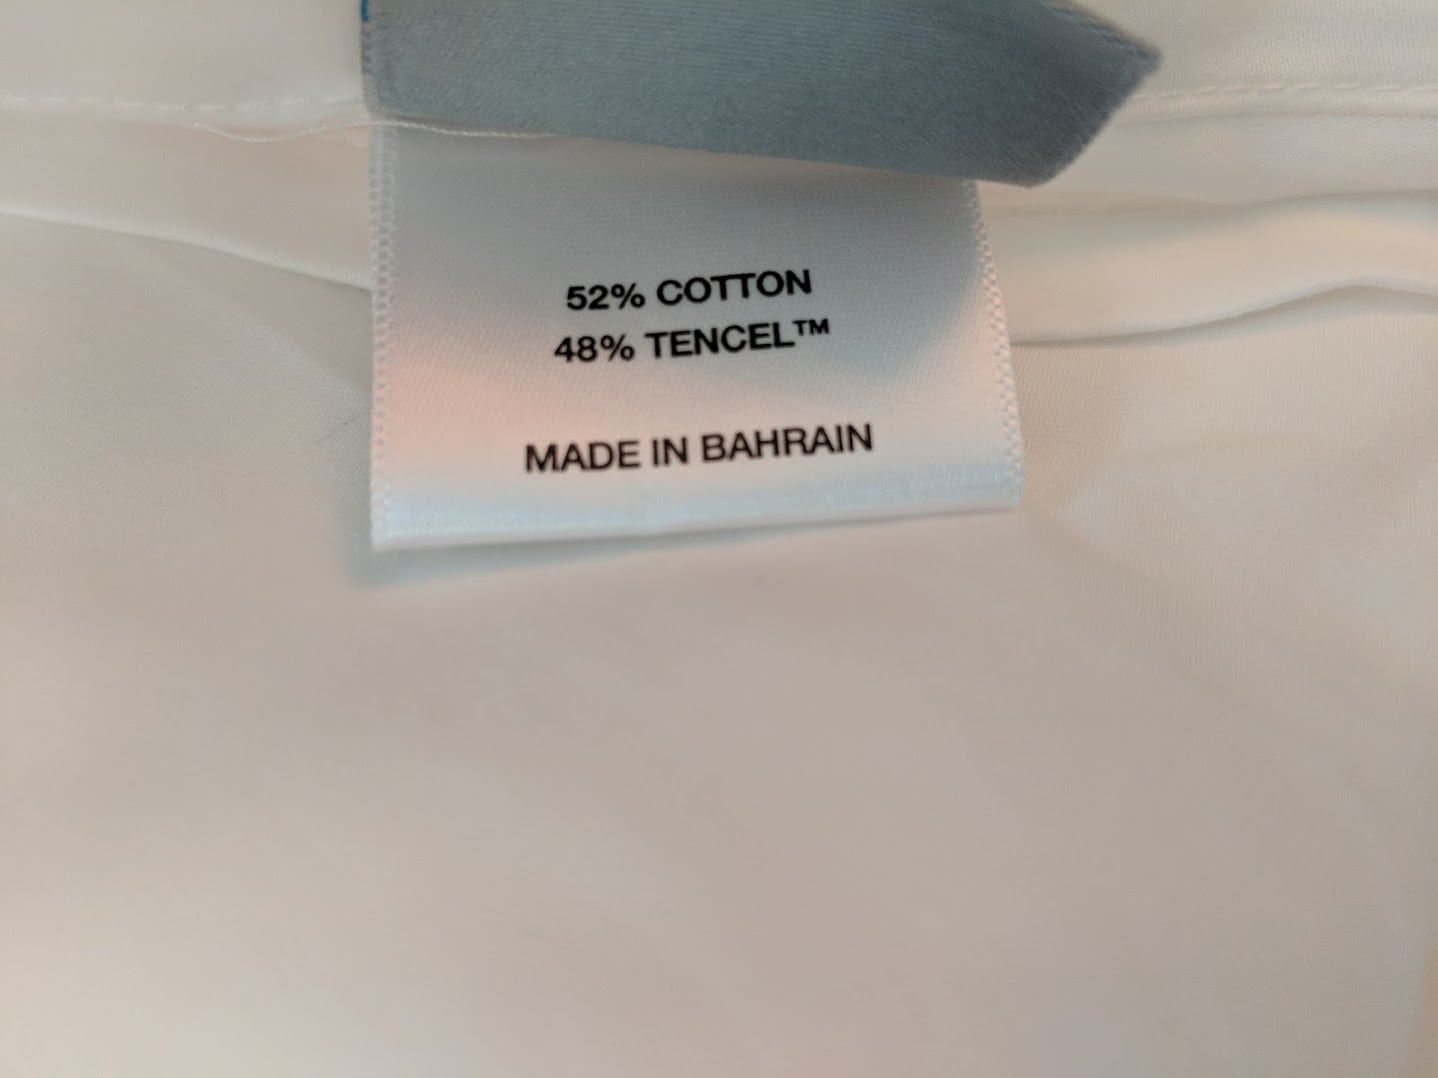 52% COTTON
48% TENCEL™
MADE IN BAHRAIN